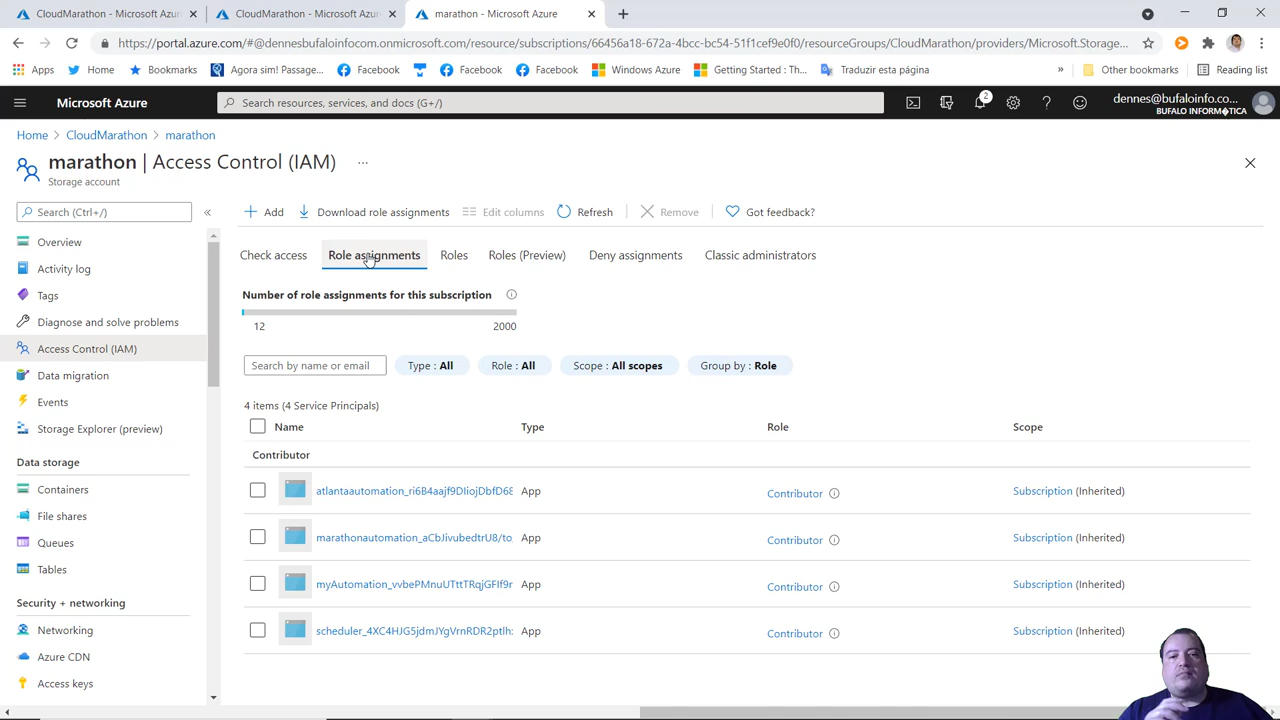 CloudMarathon - Microsoft Azure
CloudMarathon - Microsoft Azure
marathon - Microsoft Azure
https://portal.azure.com/#@dennesbufaloinfocom.onmicrosoft.com/resource/subscriptions/66456a18-672a-4bcc-bc54-51f1cef9e0f0/resourceGroups/CloudMarathon/providers/Microsoft.Storage...
Apps Home Bookmarks Agora sim! Passage... Facebook Facebook Facebook Windows Azure Getting Started : Th... Traduzir esta página » Other bookmarks Reading list
Microsoft Azure
Search resources, services, and docs (G+/)
2
dennes@bufaloinfo.co...
BUFALO INFORM�TICA
Home > CloudMarathon > marathon
marathon | Access Control (IAM) ...
Storage account
Search (Ctrl+/) «
Overview
Activity log
Tags
Diagnose and solve problems
Access Control (IAM)
Data migration
Events
Storage Explorer (preview)
Data storage
Containers
File shares
Queues
Tables
Security + networking
Networking
Azure CDN
Access keys
+ Add Download role assignments Edit columns Refresh Remove Got feedback?
Check access Role assignments Roles Roles (Preview) Deny assignments Classic administrators
Number of role assignments for this subscription
12 2000
Search by name or email Type : All Role : All Scope : All scopes Group by : Role
4 items (4 Service Principals)
Name Type Role Scope
Contributor
atlantaautomation_ri6B4aajf9DIiojDbfD68 App Contributor Subscription (Inherited)
marathonautomation_aCbJivubedtrU8/to App Contributor Subscription (Inherited)
myAutomation_vvbePMnuUTttTRqjGFIf9r App Contributor Subscription (Inherited)
scheduler_4XC4HJG5jdmJYgVrnRDR2ptlh: App Contributor Subscription (Inherited)